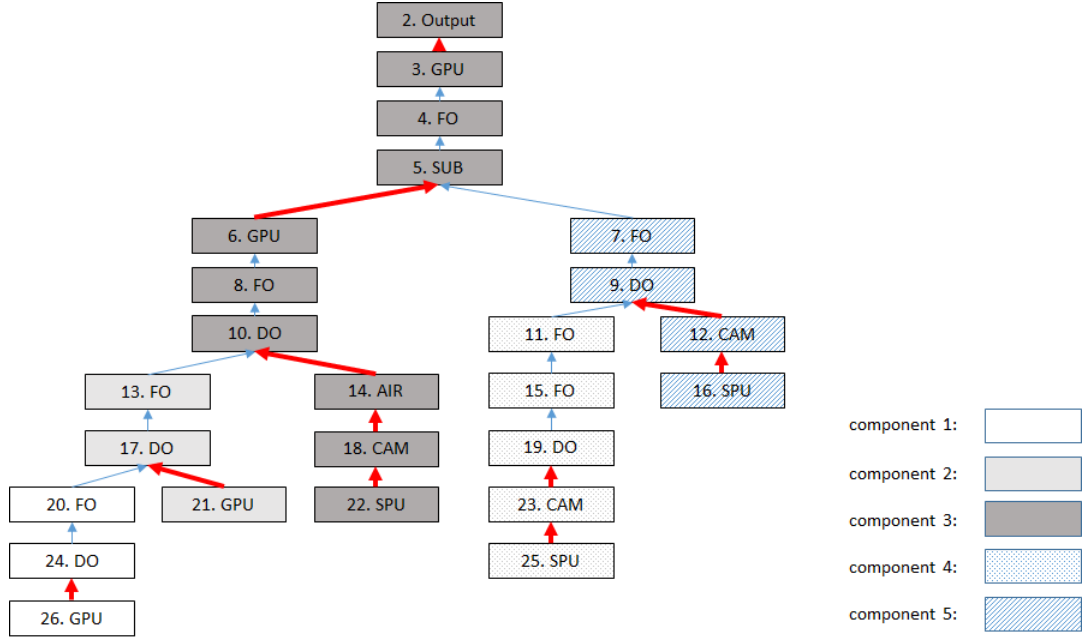 2. Output
3. GPU
4. FO
5. SUB
6. GPU
7. FO
8. FO
9. DO
10. DO
11. FO
12. CAM
13. FO
14. AIR
15. FO
16. SPU
17. DO
18. CAM
19. DO
20. FO
21. GPU
22. SPU
23. CAM
24. DO
25. SPU
26. GPU
component 1:
component 2:
component 3:
component 4:
component 5: